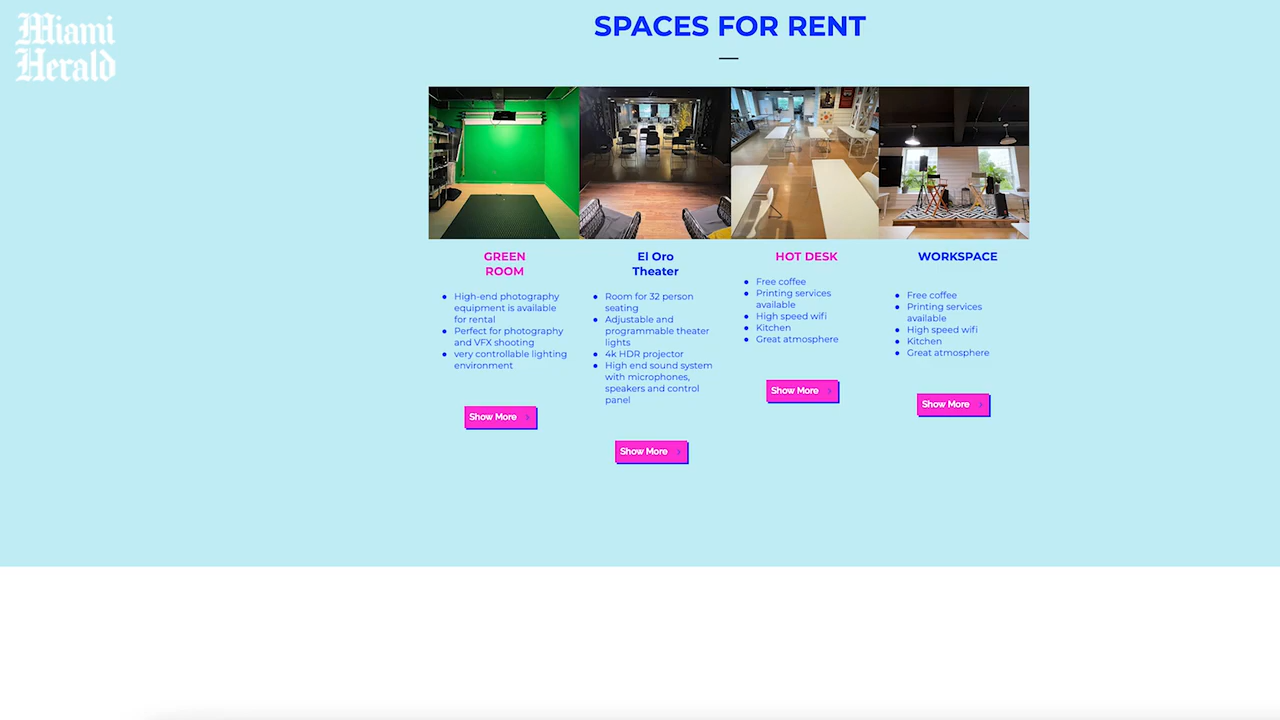 Miami
Herald
SPACES FOR RENT
GREEN
ROOM
High-end photography
equipment is available
for rental
Perfect for photography
and VFX shooting
very controllable lighting
environment
Show More
El Oro
Theater
Room for 32 person
seating
Adjustable and
programmable theater
lights
4k HDR projector
High end sound system
with microphones,
speakers and control
panel
Show More
HOT DESK
Free coffee
Printing services
available
High speed wifi
Kitchen
Great atmosphere
Show More
WORKSPACE
Free coffee
Printing services
available
High speed wifi
Kitchen
Great atmosphere
Show More